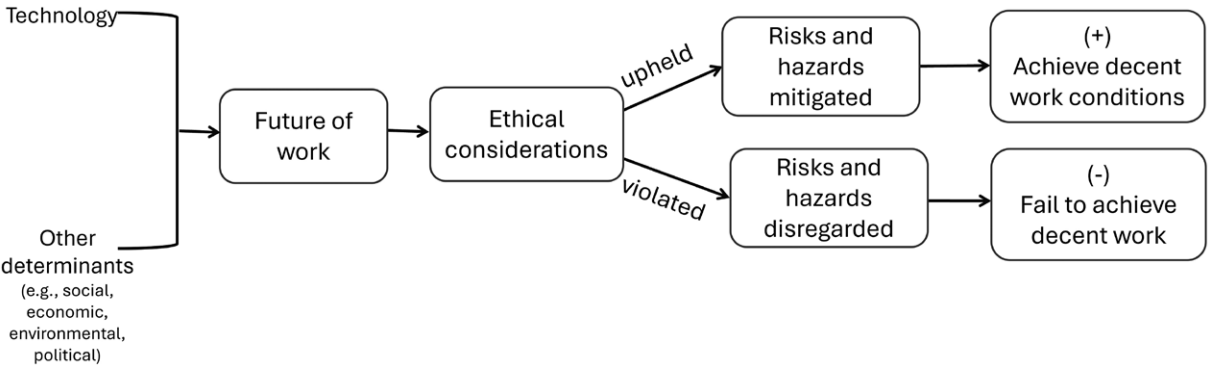 Technology
Other
determinants
(e.g., social,
economic,
environmental,
political)
Future of
work
Ethical
considerations
upheld
violated
Risks and
hazards
mitigated
(+)
Achieve decent
work conditions
Risks and
hazards
disregarded
(-)
Fail to achieve
decent work